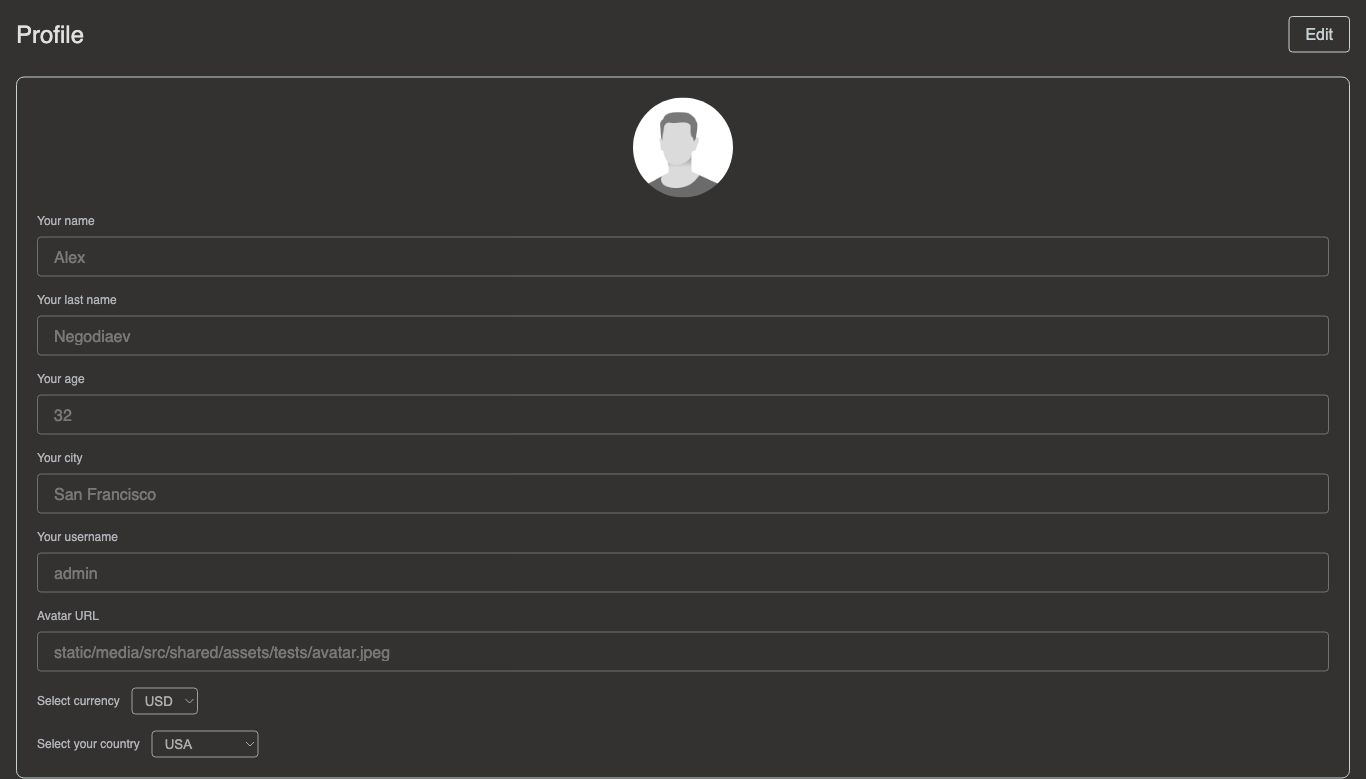 Profile
Edit
Your name
Alex
Your last name
Negodiaev
Your age
32
Your city
San Francisco
Your username
admin
Avatar URL
static/media/src/shared/assets/tests/avatar.jpeg
Select currency USD
Select your country USA